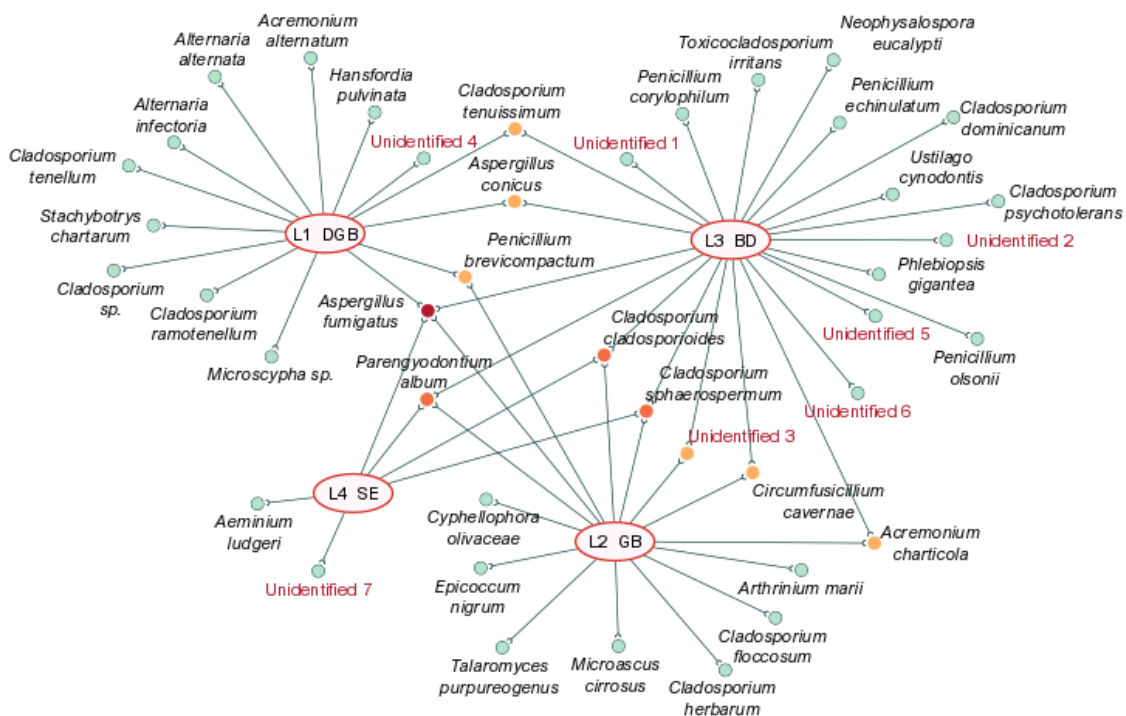 Acremonium
alternatum
Alternaria
alternata
Hansfordia
pulvinata
Alternaria
infectoria
Unidentified 4
Cladosporium
tenellum
Cladosporium
tenuissimum
Aspergillus
conicus
Stachybotrys
chartarum
L1 DGB
Cladosporium
sp.
Cladosporium
ramotenellum
Microscypha sp.
Penicillium
brevicompactum
Aspergillus
fumigatus
Neophysalospora
eucalypti
Toxicocladosporium
irritans
Penicillium
corylophilum
Penicillium
echinulatum
Cladosporium
dominicanum
Unidentified 1
Ustilago
cynodontis
Cladosporium
psychotolerans
L3 BD
Unidentified 2
Phlebiopsis
gigantea
Unidentified 5
Penicillium
olsonii
Unidentified 6
Cladosporium
cladosporioides
Parengyodontium
album
Cladosporium
sphaerospermum
Unidentified 3
Circumfusicillium
cavernae
Acremonium
charticola
L4 SE
Aeminium
ludgeri
Unidentified 7
L2 GB
Cyphellophora
olivaceae
Epicoccum
nigrum
Talaromyces
purpureogenus
Microascus
cirrosus
Cladosporium
herbarum
Cladosporium
floccosum
Arthrinium marii